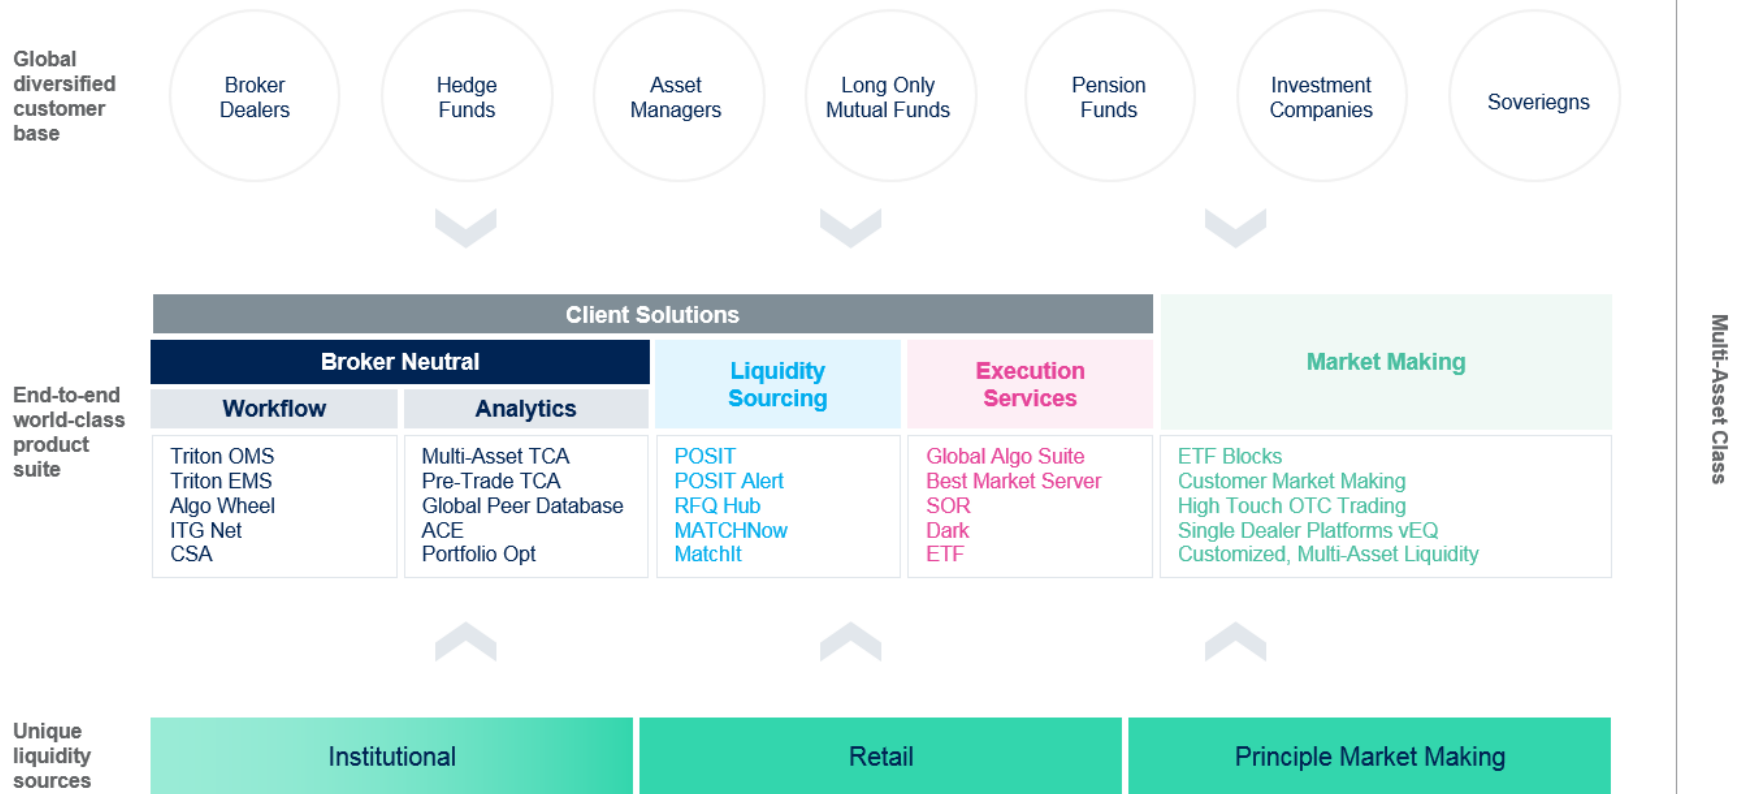 Global
diversified
customer
base
Broker
Dealers
Hedge
Funds
Asset
Managers
Long Only
Mutual Funds
Pension
Funds
Investment
Companies
Soveriegns
End-to-end
world-class
product
suite
Client Solutions
Broker Neutral
Workflow
Analytics
Liquidity
Sourcing
Execution
Services
Market Making
Triton OMS
Triton EMS
Algo Wheel
ITG Net
CSA
Multi-Asset TCA
Pre-Trade TCA
Global Peer Database
ACE
Portfolio Opt
POSIT
POSIT Alert
RFQ Hub
MATCHNow
MatchIt
Global Algo Suite
Best Market Server
SOR
Dark
ETF
ETF Blocks
Customer Market Making
High Touch OTC Trading
Single Dealer Platforms vEQ
Customized, Multi-Asset Liquidity
Unique
liquidity
sources
Institutional
Retail
Principle Market Making
Multi-Asset Class